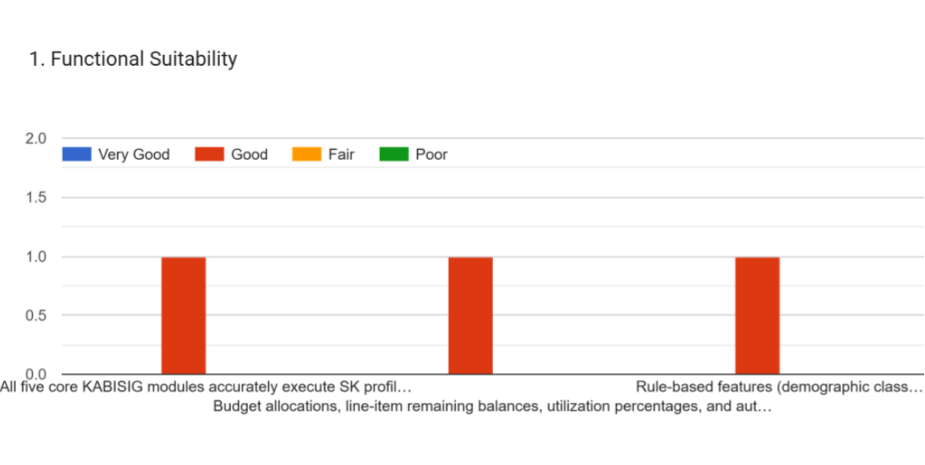 1. Functional Suitability
2.0
Very Good Good Fair Poor
1.5
1.0
0.5
0.0
All five core KABISIG modules accurately execute SK profil… Rule-based features (demographic class…
Budget allocations, line-item remaining balances, utilization percentages, and aut…